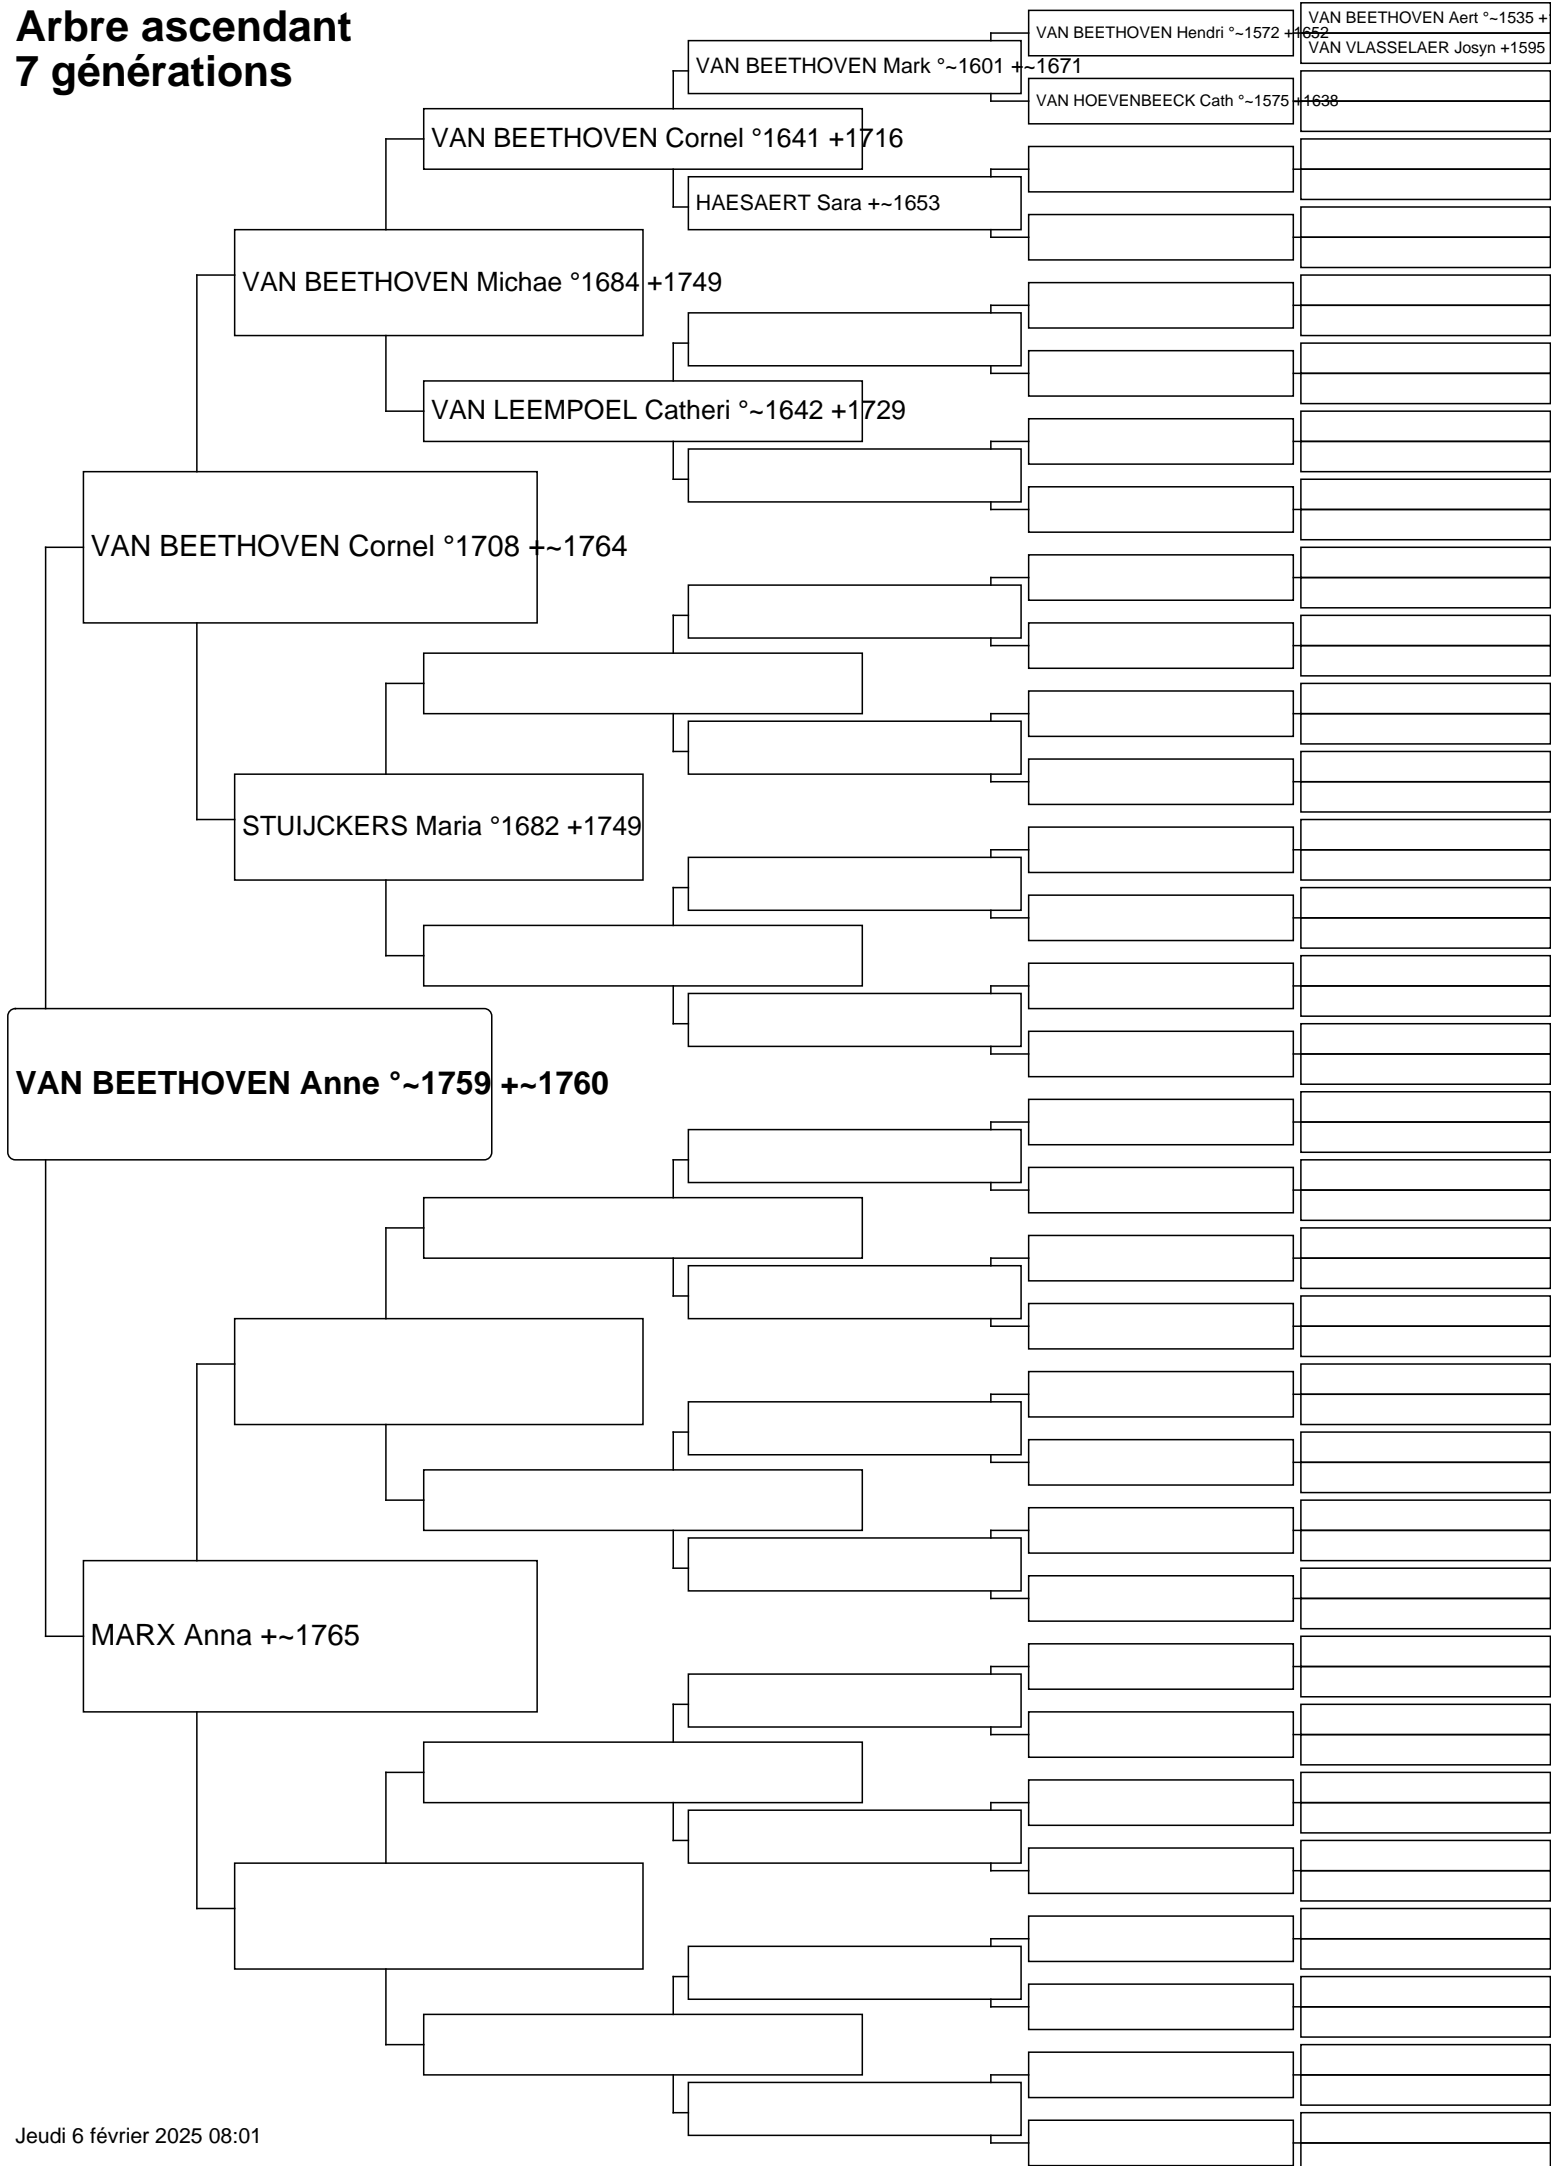 Arbre ascendant
7 générations
VAN BEETHOVEN Aert °~1535 +
VAN BEETHOVEN Hendri °~1572 +1652
VAN VLASSELAER Josyn +1595
VAN BEETHOVEN Mark °~1601 +~1671
VAN HOEVENBEECK Cath °~1575 +1638
VAN BEETHOVEN Cornel °1641 +1716
HAESAERT Sara +~1653
VAN BEETHOVEN Michae °1684 +1749
VAN LEEMPOEL Catheri °~1642 +1729
VAN BEETHOVEN Cornel °1708 +~1764
STUIJCKERS Maria °1682 +1749
VAN BEETHOVEN Anne °~1759 +~1760
MARX Anna +~1765
Jeudi 6 février 2025 08:01